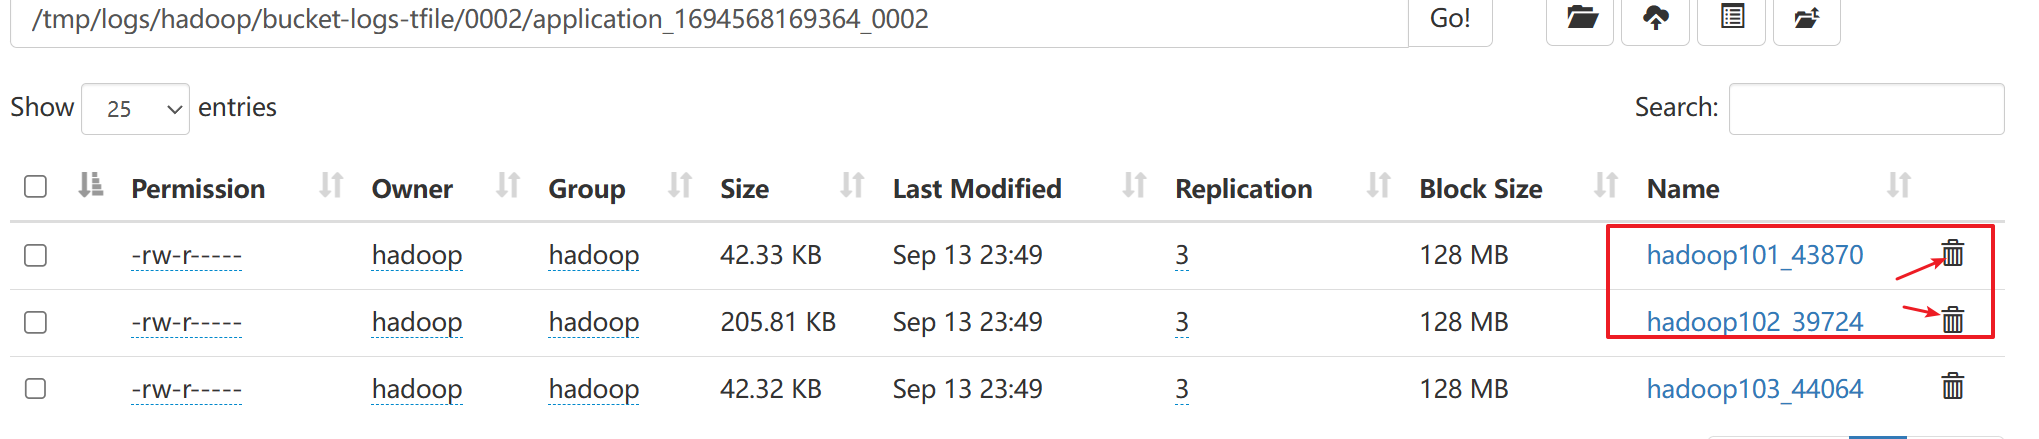 /tmp/logs/hadoop/bucket-logs-tfile/0002/application_1694568169364_0002 Go!
Show 25 entries Search:
Permission Owner Group Size Last Modified Replication Block Size Name
-rw-r----- hadoop hadoop 42.33 KB Sep 13 23:49 3 128 MB hadoop101_43870
-rw-r----- hadoop hadoop 205.81 KB Sep 13 23:49 3 128 MB hadoop102_39724
-rw-r----- hadoop hadoop 42.32 KB Sep 13 23:49 3 128 MB hadoop103_44064